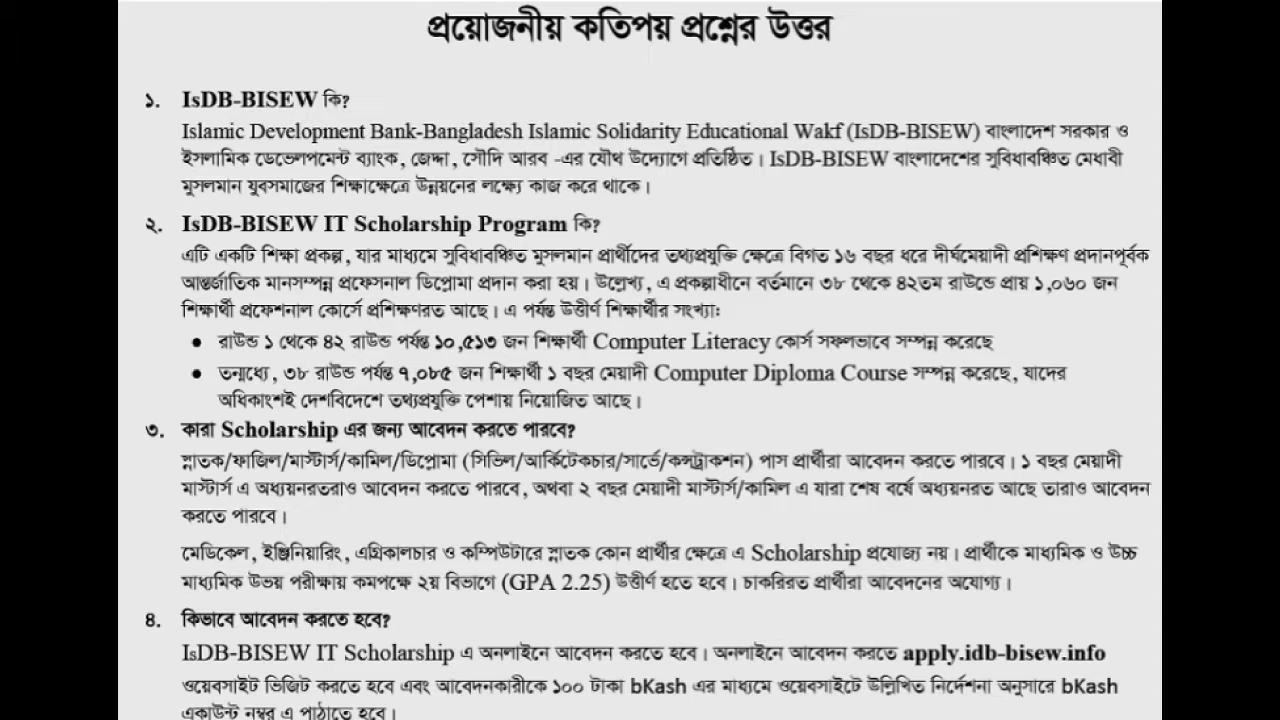 প্রয়োজনীয় কতিপয় প্রশ্নের উত্তর
১. IsDB-BISEW কি?
Islamic Development Bank-Bangladesh Islamic Solidarity Educational Wakf (IsDB-BISEW) বাংলাদেশ সরকার ও
ইসলামিক ডেভেলপমেন্ট ব্যাংক, জেদ্দা, সৌদি আরব -এর যৌথ উদ্যোগে প্রতিষ্ঠিত। IsDB-BISEW বাংলাদেশের সুবিধাবঞ্চিত মেধাবী
মুসলমান যুবসমাজের শিক্ষাক্ষেত্রে উন্নয়নের লক্ষ্যে কাজ করে থাকে।
২. IsDB-BISEW IT Scholarship Program কি?
এটি একটি শিক্ষা প্রকল্প, যার মাধ্যমে সুবিধাবঞ্চিত মুসলমান প্রার্থীদের তথ্যপ্রযুক্তি ক্ষেত্রে বিগত ১৬ বছর ধরে দীর্ঘমেয়াদী প্রশিক্ষণ প্রদানপূর্বক
আন্তর্জাতিক মানসম্পন্ন প্রফেসনাল ডিপ্লোমা প্রদান করা হয়। উল্লেখ্য, এ প্রকল্পাধীনে বর্তমানে ৩৮ থেকে ৪২তম রাউন্ডে প্রায় ১,০৬০ জন
শিক্ষার্থী প্রফেশনাল কোর্সে প্রশিক্ষণরত আছে। এ পর্যন্ত উত্তীর্ণ শিক্ষার্থীর সংখ্যাঃ
● রাউন্ড ১ থেকে ৪২ রাউন্ড পর্যন্ত ১০,৫১৩ জন শিক্ষার্থী Computer Literacy কোর্স সফলভাবে সম্পন্ন করেছে
● তন্মধ্যে, ৩৮ রাউন্ড পর্যন্ত ৭,০৮৫ জন শিক্ষার্থী ১ বছর মেয়াদী Computer Diploma Course সম্পন্ন করেছে, যাদের
অধিকাংশই দেশবিদেশে তথ্যপ্রযুক্তি পেশায় নিয়োজিত আছে।
৩. কারা Scholarship এর জন্য আবেদন করতে পারবে?
স্নাতক/ফাজিল/মাস্টার্স/কামিল/ডিপ্লোমা (সিভিল/আর্কিটেকচার/সার্ভে/কন্সট্রাকশন) পাস প্রার্থীরা আবেদন করতে পারবে। ১ বছর মেয়াদী
মাস্টার্স এ অধ্যয়নরতরাও আবেদন করতে পারবে, অথবা ২ বছর মেয়াদী মাস্টার্স/কামিল এ যারা শেষ বর্ষে অধ্যয়নরত আছে তারাও আবেদন
করতে পারবে।
মেডিকেল, ইঞ্জিনিয়ারিং, এগ্রিকালচার ও কম্পিউটারে স্নাতক কোন প্রার্থীর ক্ষেত্রে এ Scholarship প্রযোজ্য নয়। প্রার্থীকে মাধ্যমিক ও উচ্চ
মাধ্যমিক উভয় পরীক্ষায় কমপক্ষে ২য় বিভাগে (GPA 2.25) উত্তীর্ণ হতে হবে। চাকরিরত প্রার্থীরা আবেদনের অযোগ্য।
৪. কিভাবে আবেদন করতে হবে?
IsDB-BISEW IT Scholarship এ অনলাইনে আবেদন করতে হবে। অনলাইনে আবেদন করতে apply.idb-bisew.info
ওয়েবসাইট ভিজিট করতে হবে এবং আবেদনকারীকে ১০০ টাকা bKash এর মাধ্যমে ওয়েবসাইটে উল্লিখিত নির্দেশনা অনুসারে bKash
একাউন্ট নম্বর এ পাঠাতে হবে।